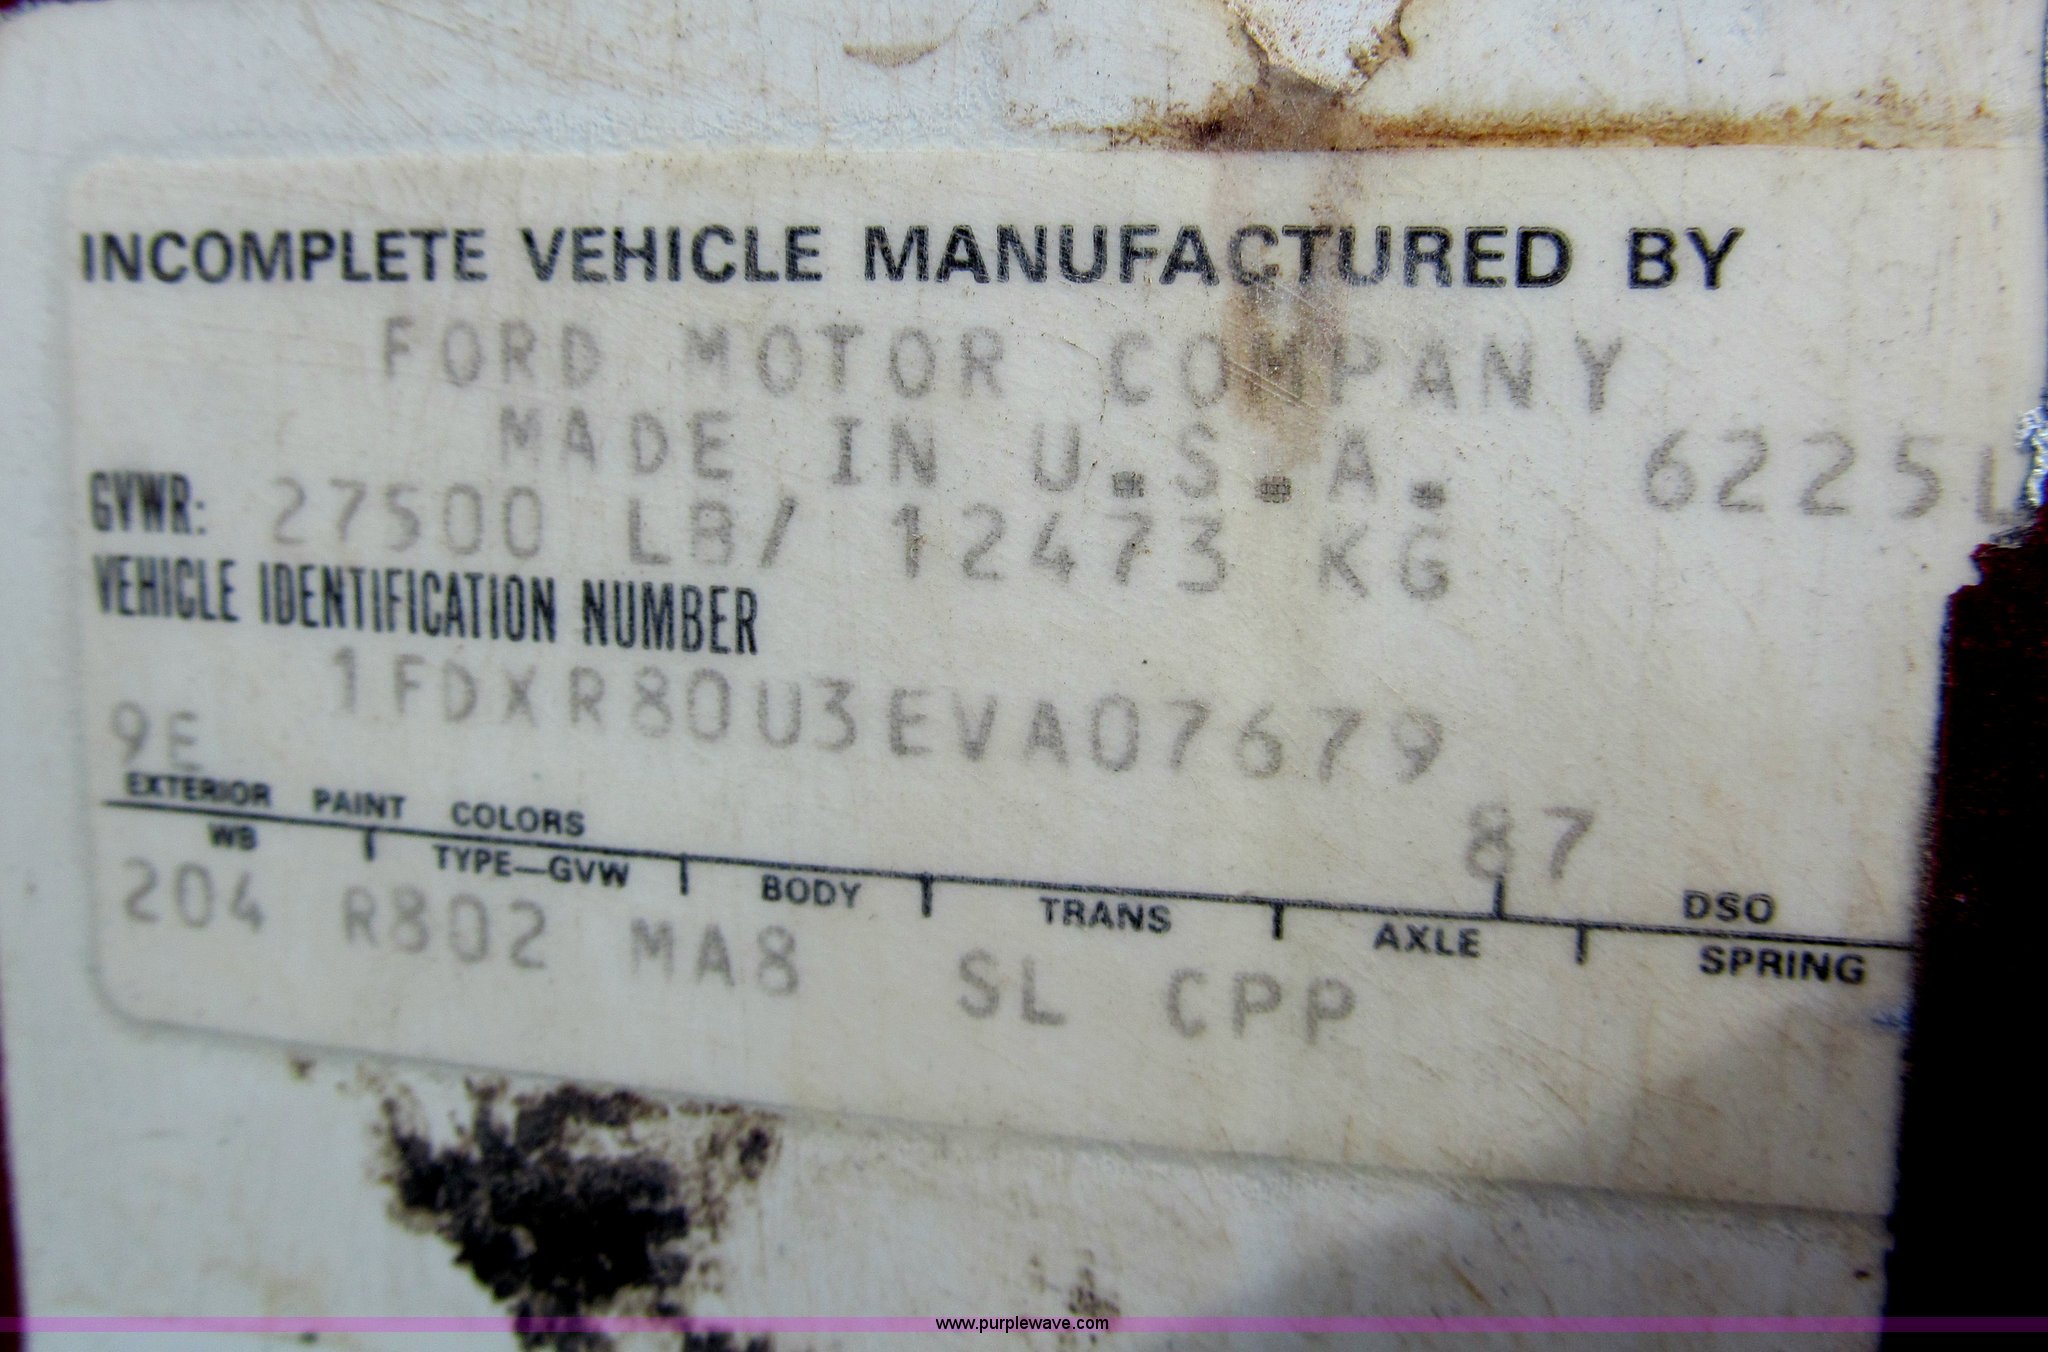 INCOMPLETE VEHICLE MANUFACTURED BY
FORD MOTOR COMPANY
MADE IN U.S.A. 6225L
GVWR: 27500 LB/ 12473 KG
VEHICLE IDENTIFICATION NUMBER
1FDXR80U3EVA07679
9E
EXTERIOR PAINT COLORS 87 DSO
WB TYPE—GVW BODY TRANS AXLE SPRING
204 R802 MA8 SL CPP
www.purplewave.com